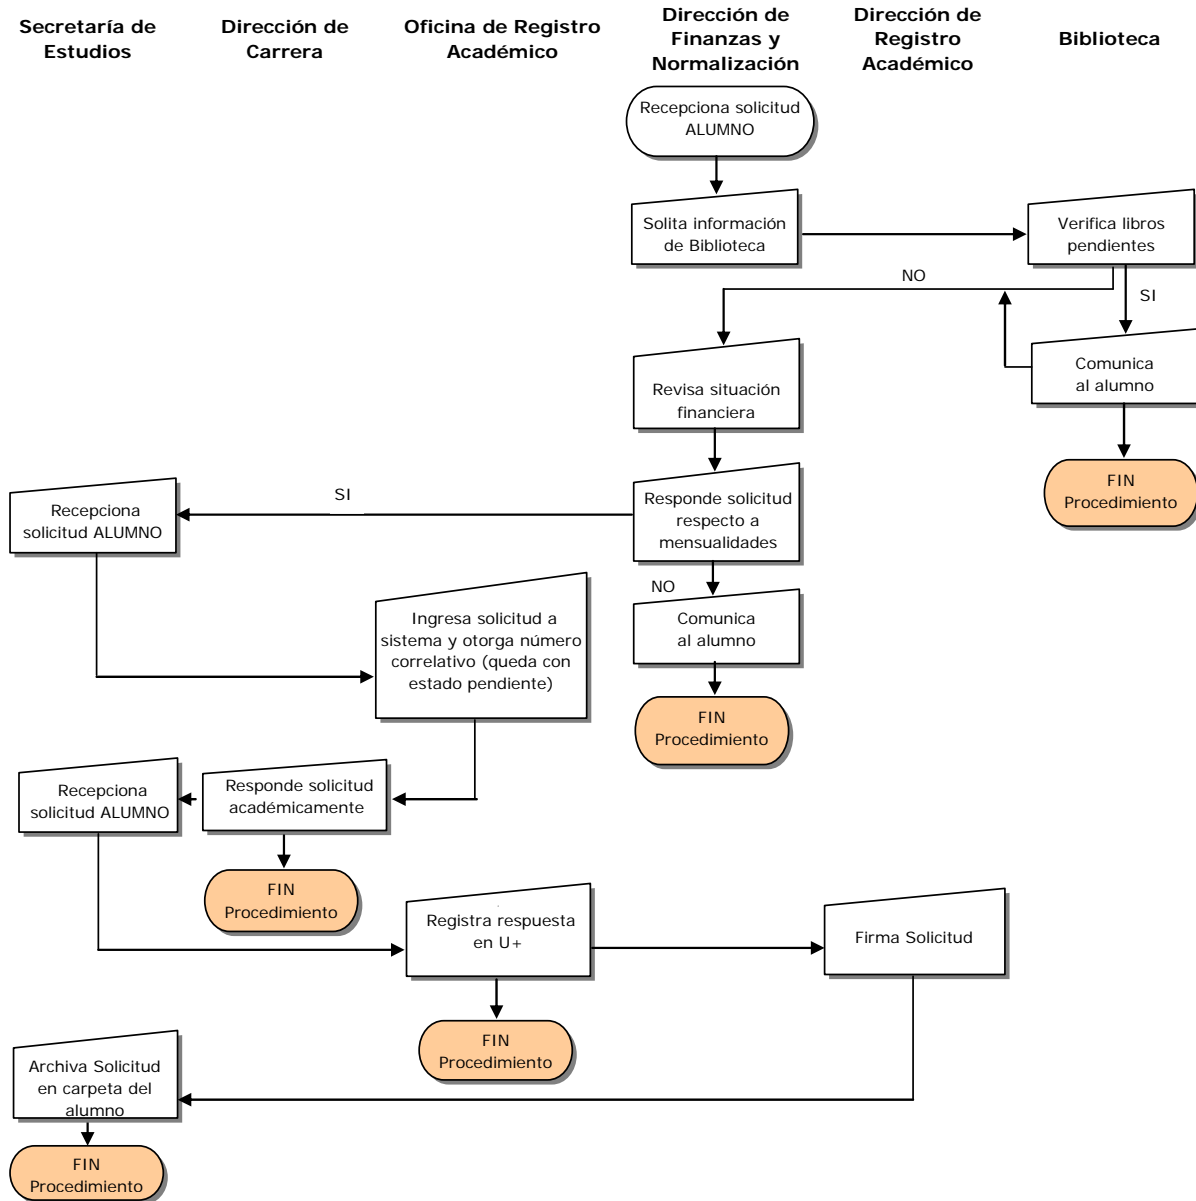 Secretaría de
Estudios
Dirección de
Carrera
Oficina de Registro
Académico
Dirección de
Finanzas y
Normalización
Dirección de
Registro
Académico
Biblioteca
Recepciona solicitud
ALUMNO
Solita información
de Biblioteca
Verifica libros
pendientes
NO
SI
Comunica
al alumno
Revisa situación
financiera
FIN
Procedimiento
Recepciona
solicitud ALUMNO
SI
Responde solicitud
respecto a
mensualidades
NO
Comunica
al alumno
Ingresa solicitud a
sistema y otorga número
correlativo (queda con
estado pendiente)
FIN
Procedimiento
Recepciona
solicitud ALUMNO
Responde solicitud
académicamente
FIN
Procedimiento
Registra respuesta
en U+
Firma Solicitud
FIN
Procedimiento
Archiva Solicitud
en carpeta del
alumno
FIN
Procedimiento